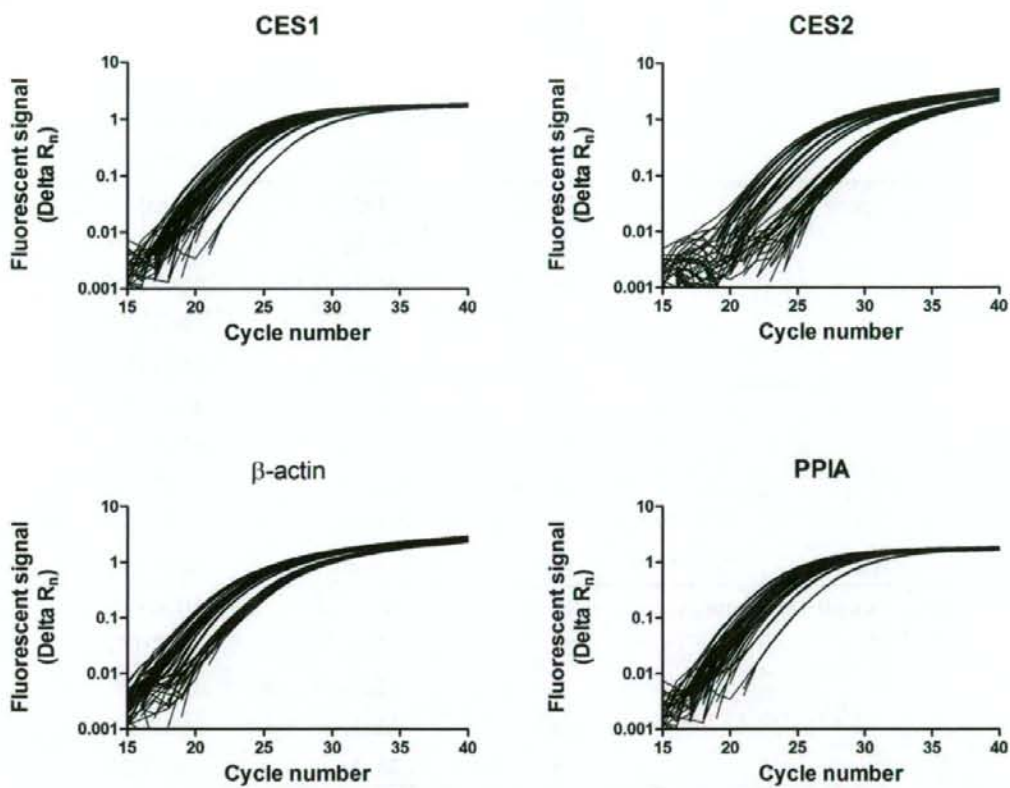 CES1
Fluorescent signal
(Delta Rn)
10
1
0.1
0.01
0.001
15 20 25 30 35 40
Cycle number
CES2
Fluorescent signal
(Delta Rn)
10
1
0.1
0.01
0.001
15 20 25 30 35 40
Cycle number
β-actin
Fluorescent signal
(Delta Rn)
10
1
0.1
0.01
0.001
15 20 25 30 35 40
Cycle number
PPIA
Fluorescent signal
(Delta Rn)
10
1
0.1
0.01
0.001
15 20 25 30 35 40
Cycle number